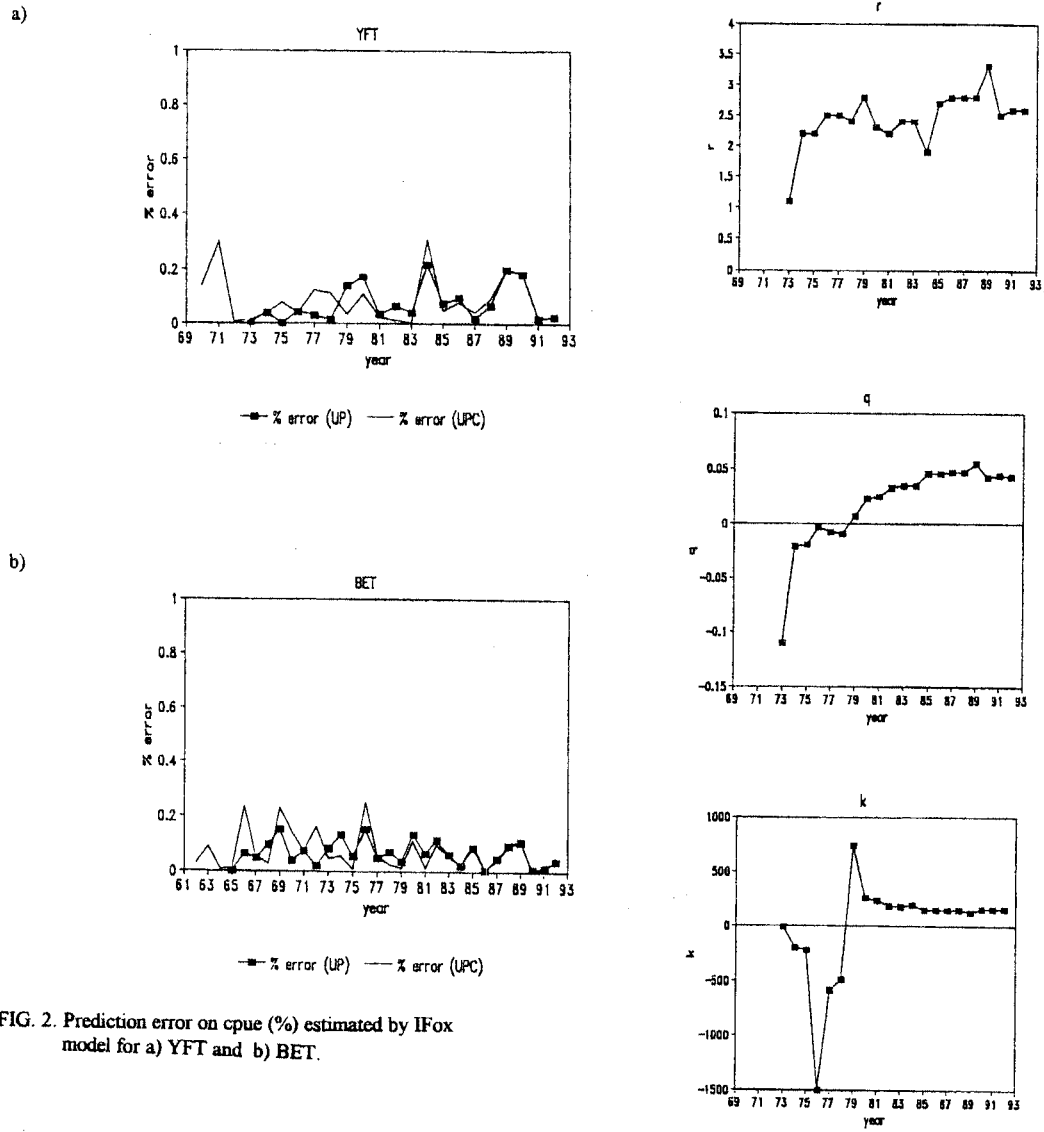 a)
YFT
1
0.8
0.6
0.4
0.2
0
% error
69 71 73 75 77 79 81 83 85 87 89 91 93
year
% error (UP) % error (UPC)
b)
BET
1
0.8
0.6
0.4
0.2
0
% error
61 63 65 67 69 71 73 75 77 79 81 83 85 87 89 91 93
year
% error (UP) % error (UPC)
FIG. 2. Prediction error on cpue (%) estimated by IFox
model for a) YFT and b) BET.
r
4
3.5
3
2.5
2
1.5
1
0.5
0
r
69 71 73 75 77 79 81 83 85 87 89 91 93
year
q
0.1
0.05
0
-0.05
-0.1
-0.15
q
69 71 73 75 77 79 81 83 85 87 89 91 93
year
k
1000
500
0
-500
-1000
-1500
k
69 71 73 75 77 79 81 83 85 87 89 91 93
year